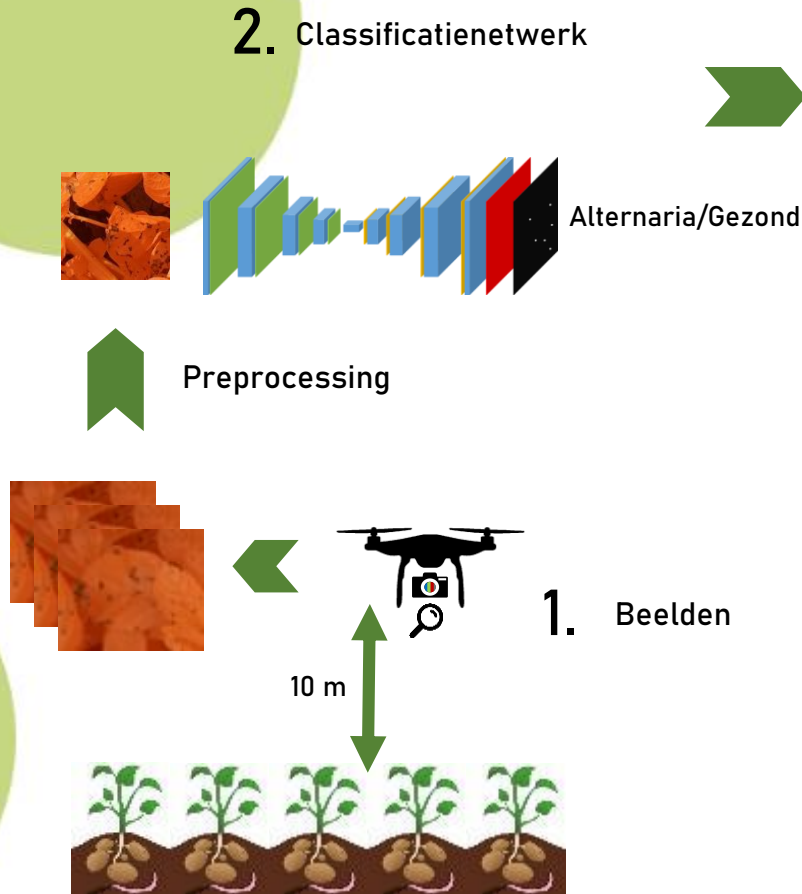 2. Classificatienetwerk
Alternaria/Gezond
Preprocessing
1. Beelden
10 m